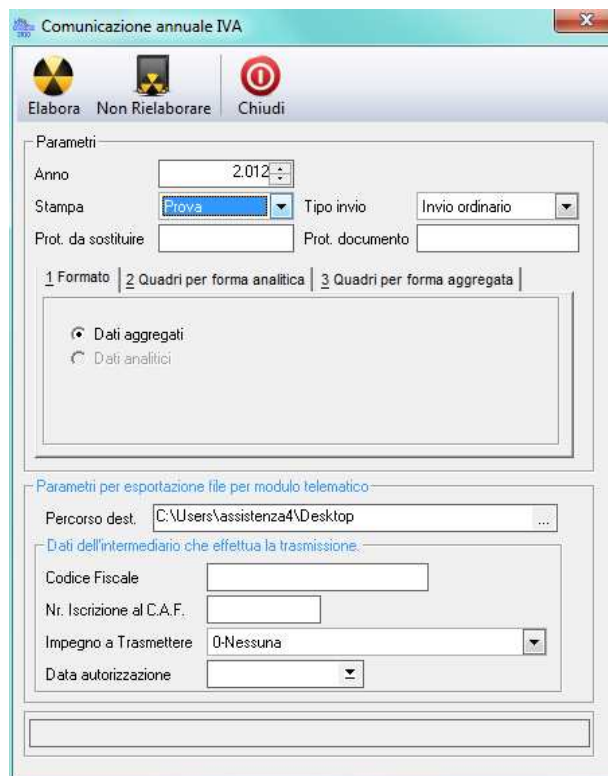 Comunicazione annuale IVA
Elabora Non Rielaborare Chiudi
Parametri
Anno 2.012
Stampa Prova Tipo invio Invio ordinario
Prot. da sostituire Prot. documento
1 Formato 2 Quadri per forma analitica 3 Quadri per forma aggregata
Dati aggregati
Dati analitici
Parametri per esportazione file per modulo telematico
Percorso dest. C:\Users\assistenza4\Desktop ...
Dati dell'intermediario che effettua la trasmissione.
Codice Fiscale
Nr. Iscrizione al C.A.F.
Impegno a Trasmettere 0-Nessuna
Data autorizzazione